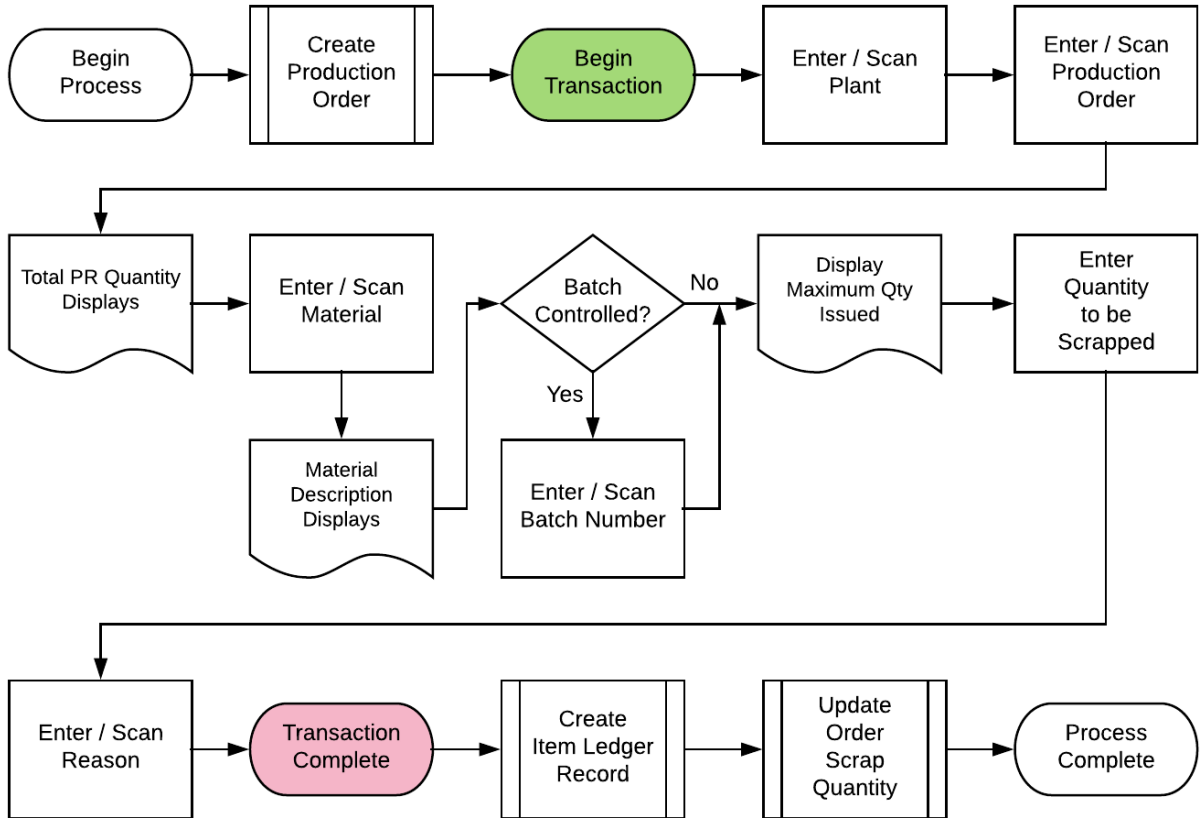 Begin
Process
Create
Production
Order
Begin
Transaction
Enter / Scan
Plant
Enter / Scan
Production
Order
Total PR Quantity
Displays
Enter / Scan
Material
Material
Description
Displays
Batch
Controlled?
No
Yes
Enter / Scan
Batch Number
Display
Maximum Qty
Issued
Enter
Quantity
to be
Scrapped
Enter / Scan
Reason
Transaction
Complete
Create
Item Ledger
Record
Update
Order
Scrap
Quantity
Process
Complete